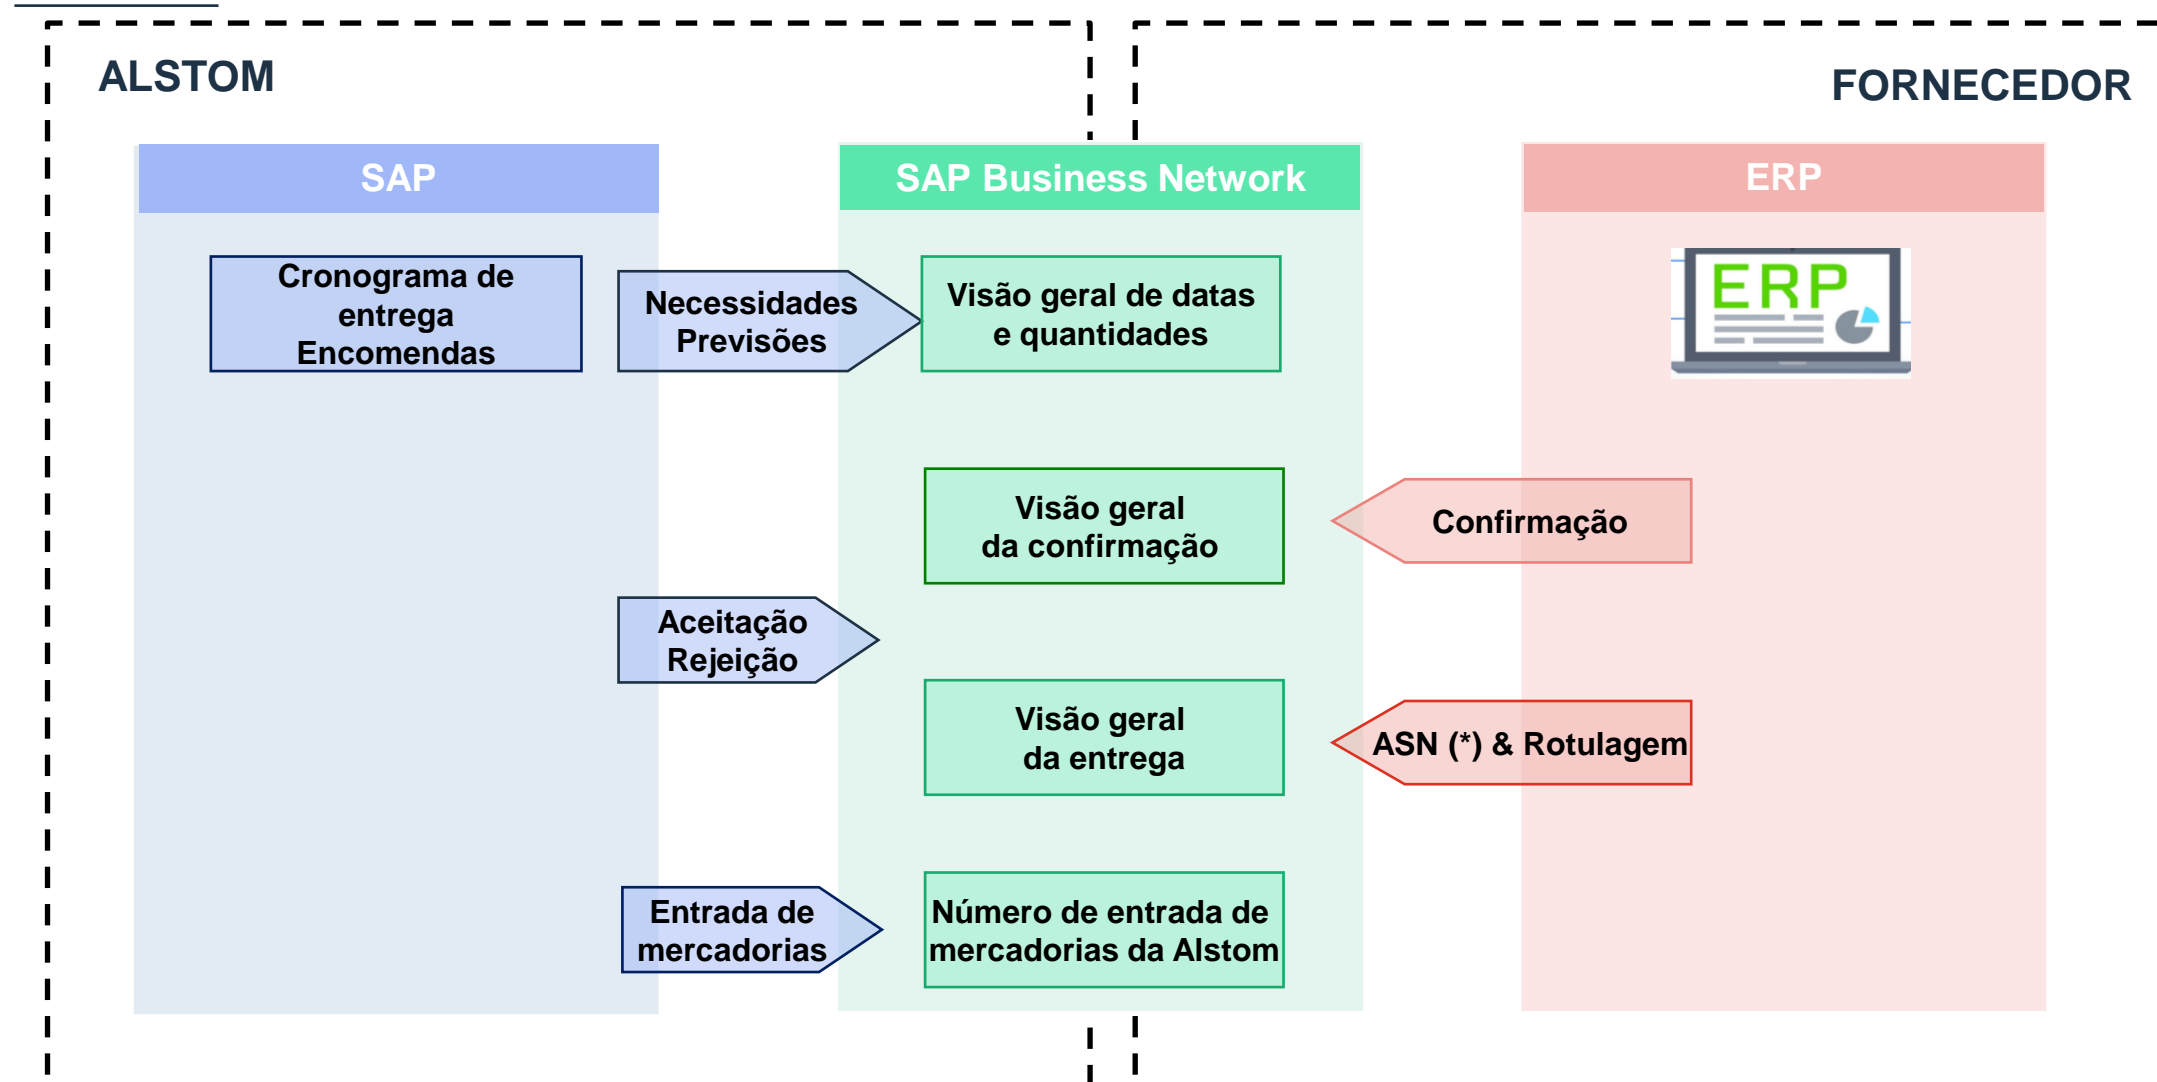 ALSTOM
FORNECEDOR
SAP
SAP Business Network
ERP
Cronograma de
entrega
Encomendas
Necessidades
Previsões
Visão geral de datas
e quantidades
ERP
Visão geral
da confirmação
Confirmação
Aceitação
Rejeição
Visão geral
da entrega
ASN (*) & Rotulagem
Entrada de
mercadorias
Número de entrada de
mercadorias da Alstom